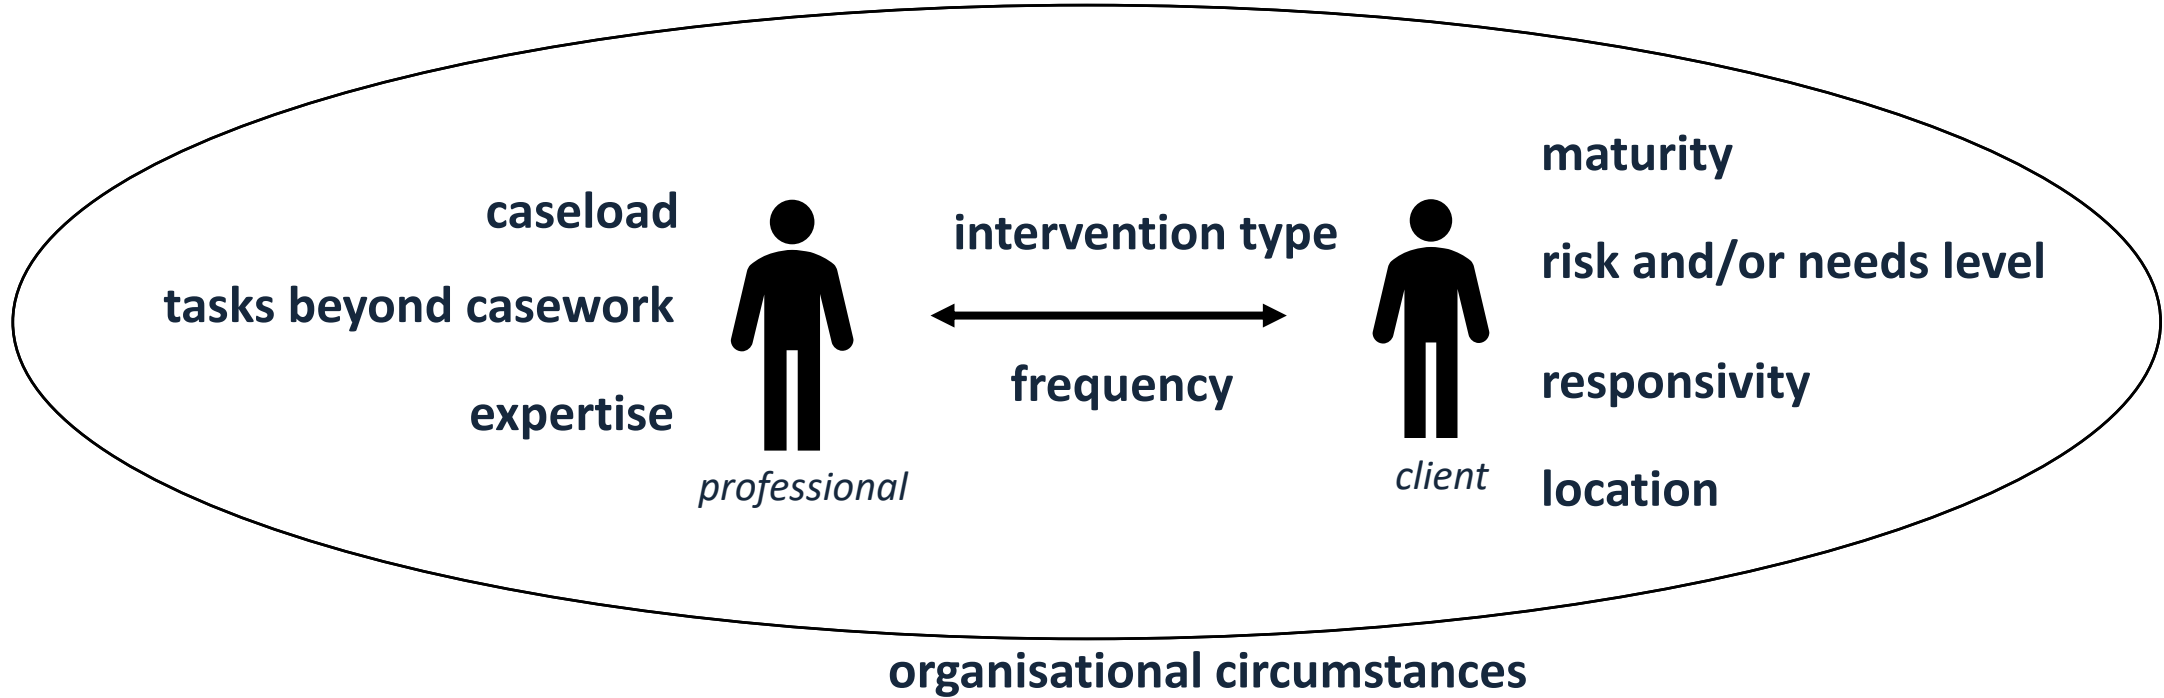 caseload
tasks beyond casework
expertise
professional
intervention type
frequency
client
maturity
risk and/or needs level
responsivity
location
organisational circumstances